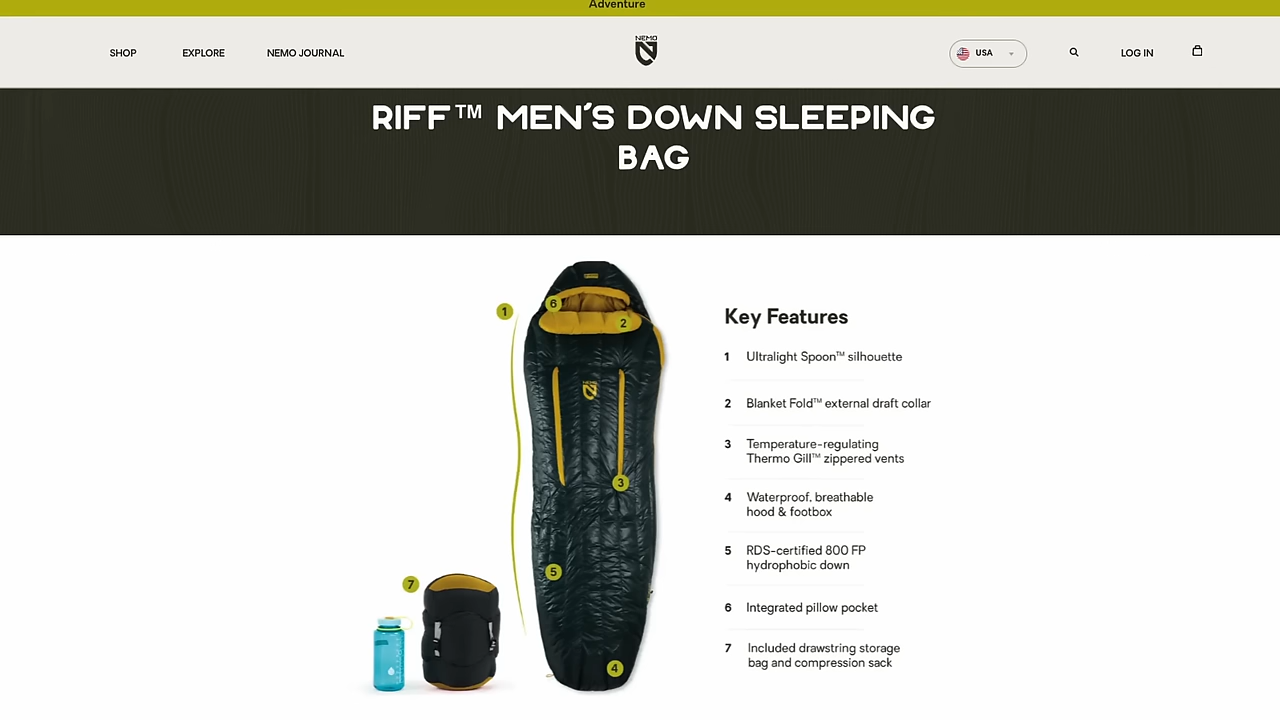 Adventure
SHOP EXPLORE NEMO JOURNAL NEMO USA LOG IN
RIFF™ MEN'S DOWN SLEEPING
BAG
1
6
2
NEMO
3
5
7
4
Key Features
1 Ultralight Spoon™ silhouette
2 Blanket Fold™ external draft collar
3 Temperature-regulating
Thermo Gill™ zippered vents
4 Waterproof, breathable
hood & footbox
5 RDS-certified 800 FP
hydrophobic down
6 Integrated pillow pocket
7 Included drawstring storage
bag and compression sack